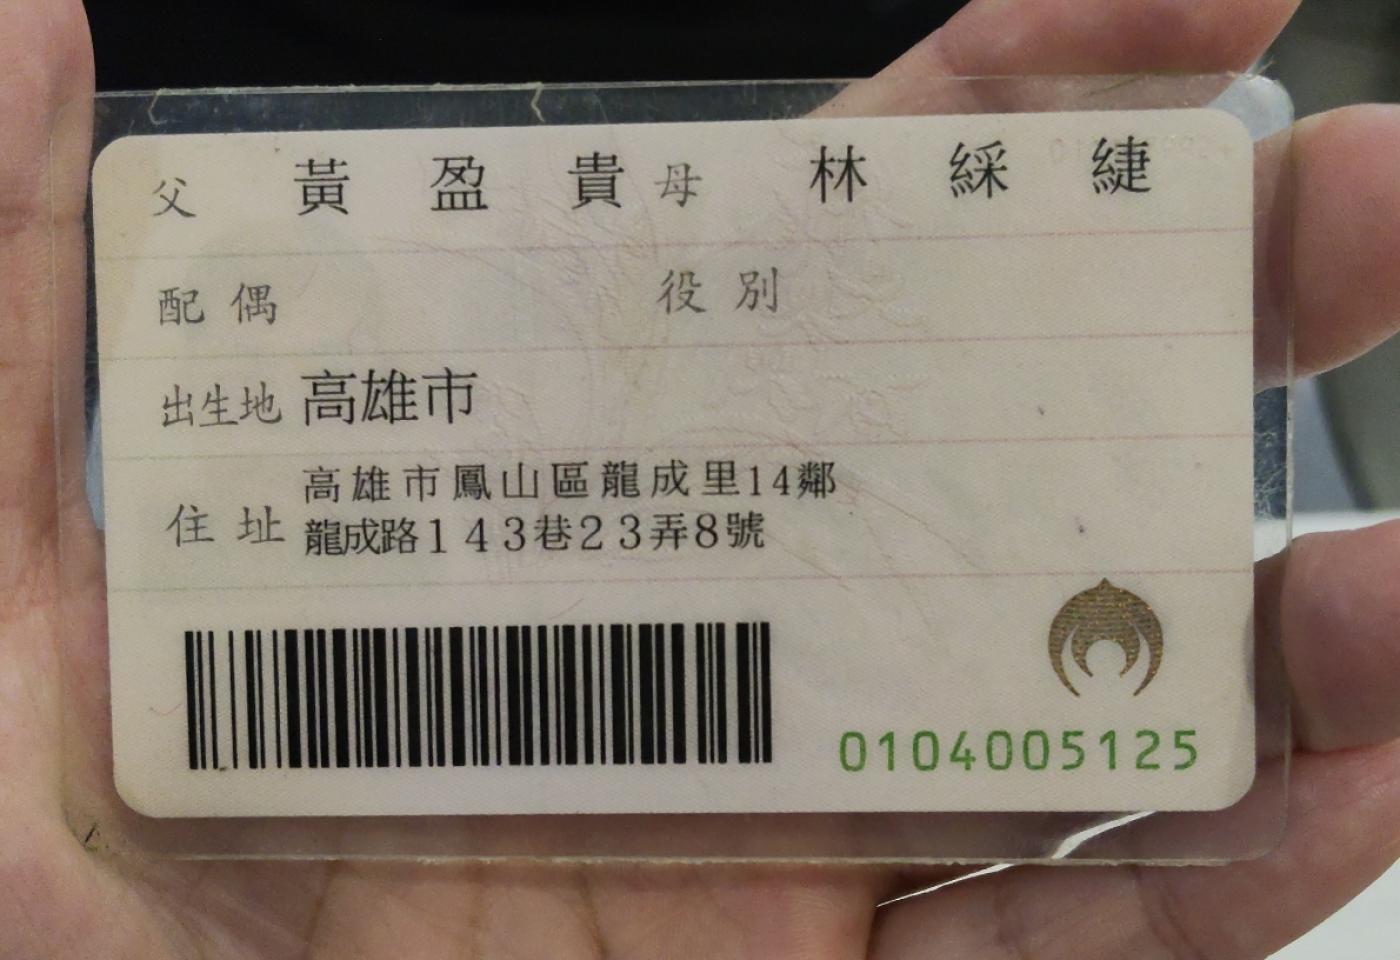 父 黃盈貴 母 林綵緁
配偶 役別
出生地 高雄市
住址 高雄市鳳山區龍成里14鄰
龍成路143巷23弄8號
0104005125